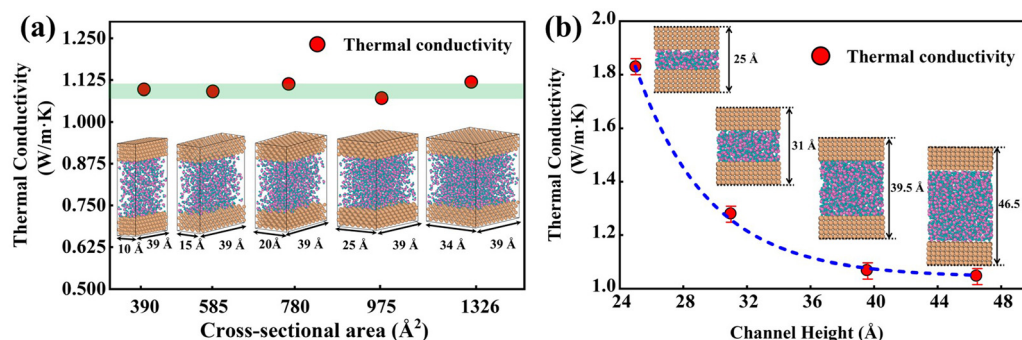 (a)
Thermal Conductivity
(W/m·K)
1.250
1.125
1.000
0.875
0.750
0.625
0.500
Thermal conductivity
10 Å
39 Å
15 Å
39 Å
20Å
39 Å
25 Å
39 Å
34 Å
39 Å
390
585
780
975
1326
Cross-sectional area (Å²)
(b)
Thermal Conductivity
(W/m·K)
2.0
1.8
1.6
1.4
1.2
1.0
Thermal conductivity
25 Å
31 Å
39.5 Å
46.5
24
28
32
36
40
44
48
Channel Height (Å)